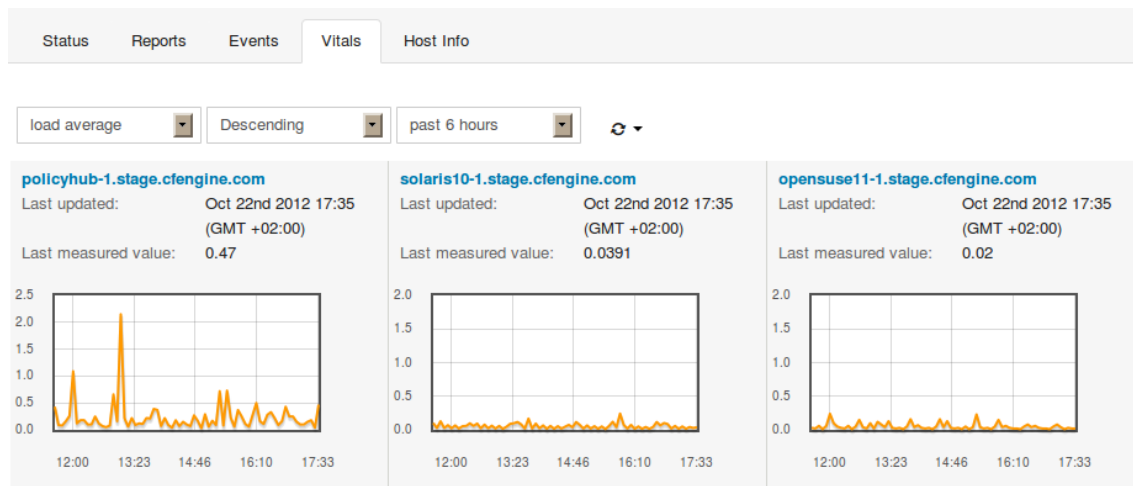 Status Reports Events Vitals Host Info
load average Descending past 6 hours
policyhub-1.stage.cfengine.com
Last updated: Oct 22nd 2012 17:35
(GMT +02:00)
Last measured value: 0.47
2.5
2.0
1.5
1.0
0.5
0.0
12:00 13:23 14:46 16:10 17:33
solaris10-1.stage.cfengine.com
Last updated: Oct 22nd 2012 17:35
(GMT +02:00)
Last measured value: 0.0391
2.0
1.5
1.0
0.5
0.0
12:00 13:23 14:46 16:10 17:33
opensuse11-1.stage.cfengine.com
Last updated: Oct 22nd 2012 17:35
(GMT +02:00)
Last measured value: 0.02
2.0
1.5
1.0
0.5
0.0
12:00 13:23 14:46 16:10 17:33